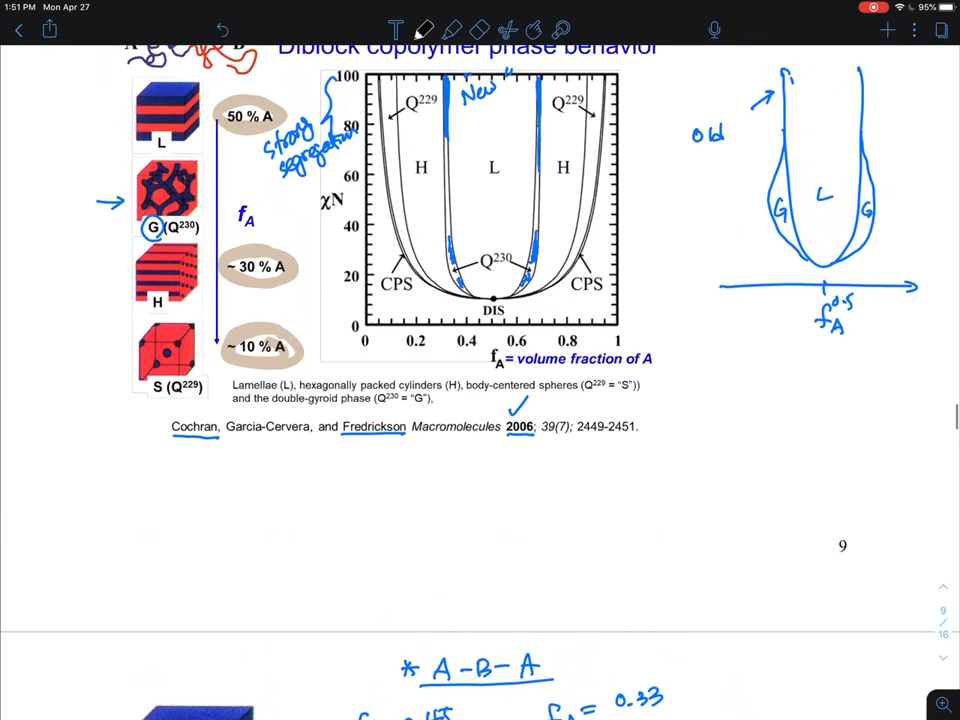 1:51 PM Mon Apr 27
95%
A B Diblock copolymer phase behavior
L
50 % A
G (Q230)
fA
H
~ 30 % A
S (Q229)
~ 10 % A
strong
segregation
"New"
100
80
60
40
20
0
χN
Q229
Q229
H
L
H
Q230
CPS
CPS
DIS
0
0.2
0.4
0.6
0.8
1
fA = volume fraction of A
old
G
L
G
0.5
fA
Lamellae (L), hexagonally packed cylinders (H), body-centered spheres (Q229 = “S”))
and the double-gyroid phase (Q230 = “G”),
Cochran, Garcia-Cervera, and Fredrickson Macromolecules 2006; 39(7); 2449-2451.
9
9
/
16
* A-B-A
fA = 0.33